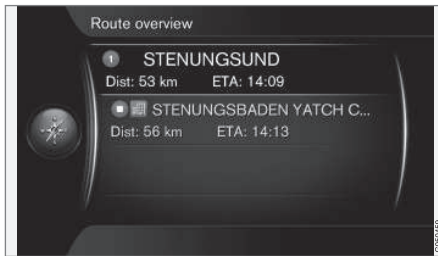 Route overview
1 STENUNGSUND
Dist: 53 km ETA: 14:09
STENUNGSBADEN YATCH C...
Dist: 56 km ETA: 14:13